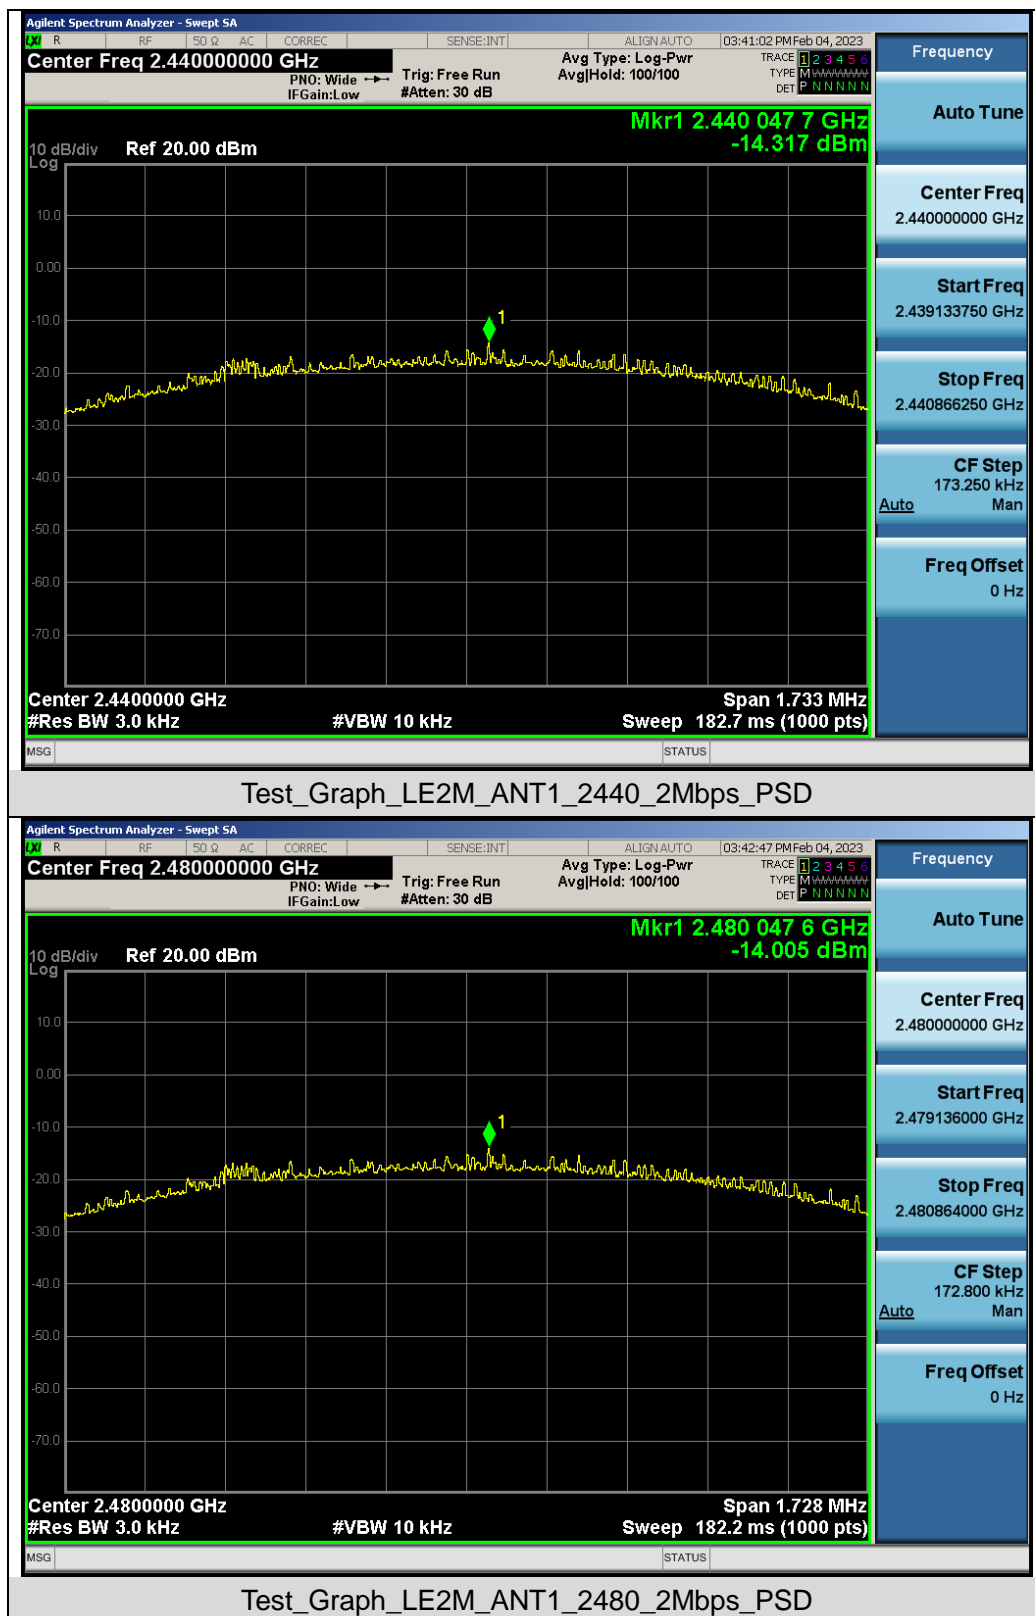 Agilent Spectrum Analyzer - Swept SA
LXI R RF 50 Ω AC CORREC SENSE:INT ALIGNAUTO 03:41:02 PMFeb 04, 2023
Center Freq 2.440000000 GHz
PNO: Wide
IFGain:Low
Trig: Free Run
#Atten: 30 dB
Avg Type: Log-Pwr
Avg|Hold: 100/100
TRACE 1 2 3 4 5 6
TYPE M
DET P N N N N N
Mkr1 2.440 047 7 GHz
-14.317 dBm
10 dB/div Ref 20.00 dBm
Log
10.0
0.00
-10.0
1
-20.0
-30.0
-40.0
-50.0
-60.0
-70.0
Center 2.4400000 GHz Span 1.733 MHz
#Res BW 3.0 kHz #VBW 10 kHz Sweep 182.7 ms (1000 pts)
MSG STATUS
Frequency
Auto Tune
Center Freq
2.440000000 GHz
Start Freq
2.439133750 GHz
Stop Freq
2.440866250 GHz
CF Step
173.250 kHz
Auto Man
Freq Offset
0 Hz
Test_Graph_LE2M_ANT1_2440_2Mbps_PSD
Agilent Spectrum Analyzer - Swept SA
LXI R RF 50 Ω AC CORREC SENSE:INT ALIGNAUTO 03:42:47 PMFeb 04, 2023
Center Freq 2.480000000 GHz
PNO: Wide
IFGain:Low
Trig: Free Run
#Atten: 30 dB
Avg Type: Log-Pwr
Avg|Hold: 100/100
TRACE 1 2 3 4 5 6
TYPE M
DET P N N N N N
Mkr1 2.480 047 6 GHz
-14.005 dBm
10 dB/div Ref 20.00 dBm
Log
10.0
0.00
-10.0
1
-20.0
-30.0
-40.0
-50.0
-60.0
-70.0
Center 2.4800000 GHz Span 1.728 MHz
#Res BW 3.0 kHz #VBW 10 kHz Sweep 182.2 ms (1000 pts)
MSG STATUS
Frequency
Auto Tune
Center Freq
2.480000000 GHz
Start Freq
2.479136000 GHz
Stop Freq
2.480864000 GHz
CF Step
172.800 kHz
Auto Man
Freq Offset
0 Hz
Test_Graph_LE2M_ANT1_2480_2Mbps_PSD